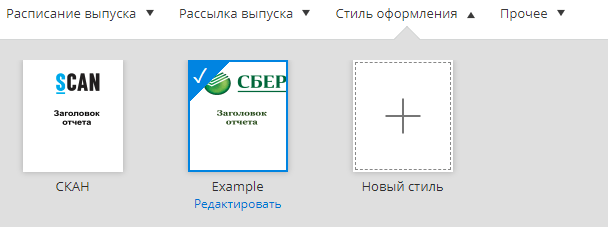 Расписание выпуска
Рассылка выпуска
Стиль оформления
Прочее
SCAN
Заголовок
отчета
СКАН
СБЕР
Заголовок
отчета
Example
Редактировать
Новый стиль